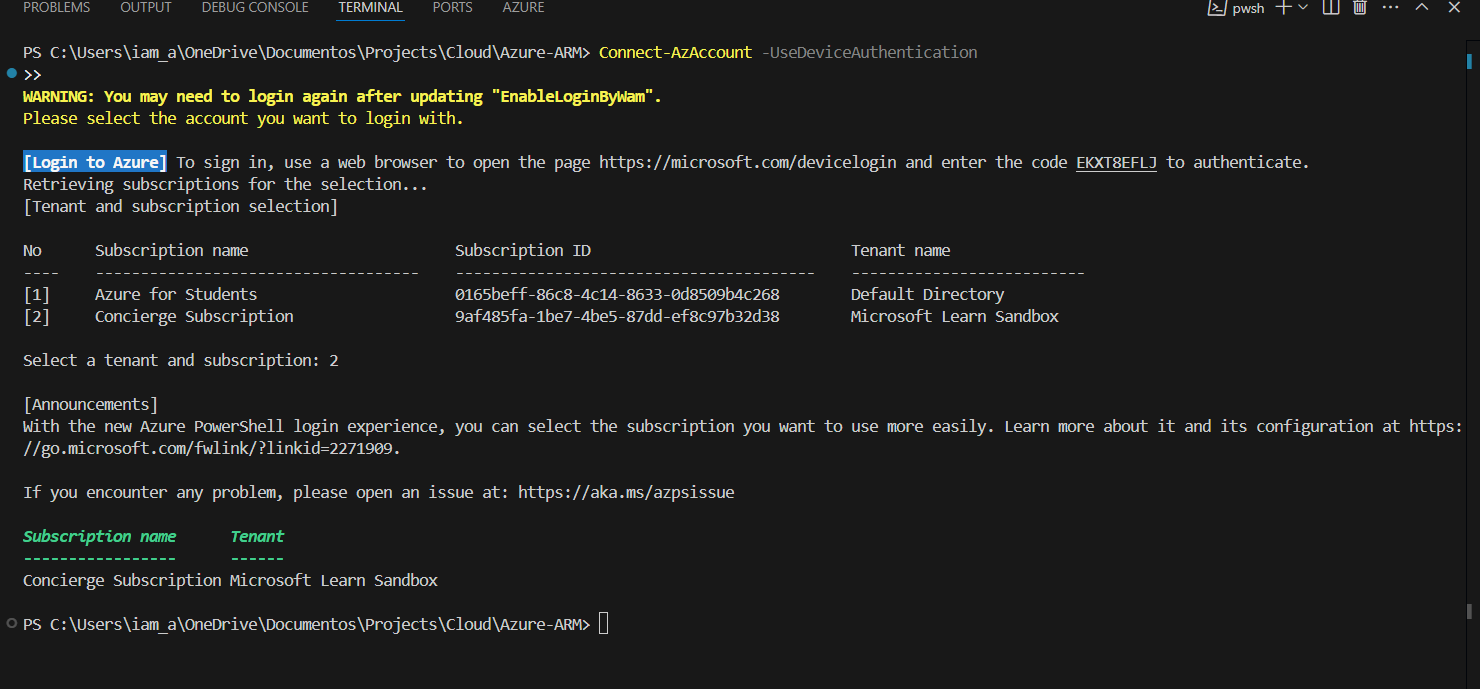 PROBLEMS OUTPUT DEBUG CONSOLE TERMINAL PORTS AZURE pwsh
PS C:\Users\iam_a\OneDrive\Documentos\Projects\Cloud\Azure-ARM> Connect-AzAccount -UseDeviceAuthentication
>>
WARNING: You may need to login again after updating "EnableLoginByWam".
Please select the account you want to login with.
[Login to Azure] To sign in, use a web browser to open the page https://microsoft.com/devicelogin and enter the code EKXT8EFLJ to authenticate.
Retrieving subscriptions for the selection...
[Tenant and subscription selection]
No Subscription name Subscription ID Tenant name
---- ------------------------------------ ---------------------------------------- --------------------------
[1] Azure for Students 0165beff-86c8-4c14-8633-0d8509b4c268 Default Directory
[2] Concierge Subscription 9af485fa-1be7-4be5-87dd-ef8c97b32d38 Microsoft Learn Sandbox
Select a tenant and subscription: 2
[Announcements]
With the new Azure PowerShell login experience, you can select the subscription you want to use more easily. Learn more about it and its configuration at https:
//go.microsoft.com/fwlink/?linkid=2271909.
If you encounter any problem, please open an issue at: https://aka.ms/azpsissue
Subscription name Tenant
----------------- ------
Concierge Subscription Microsoft Learn Sandbox
PS C:\Users\iam_a\OneDrive\Documentos\Projects\Cloud\Azure-ARM>